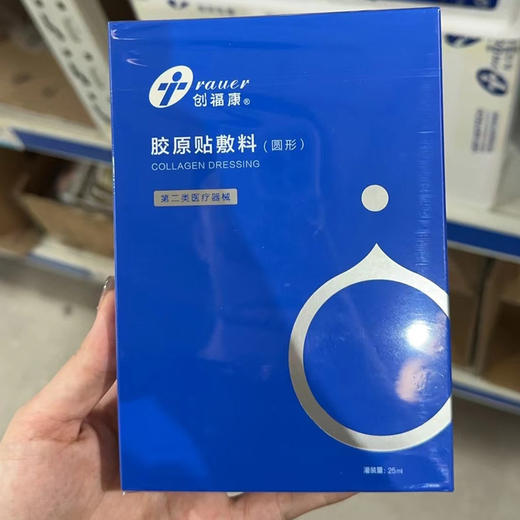 rauer
创福康®
胶原贴敷料（圆形）
COLLAGEN DRESSING
第二类医疗器械
灌装量：25ml